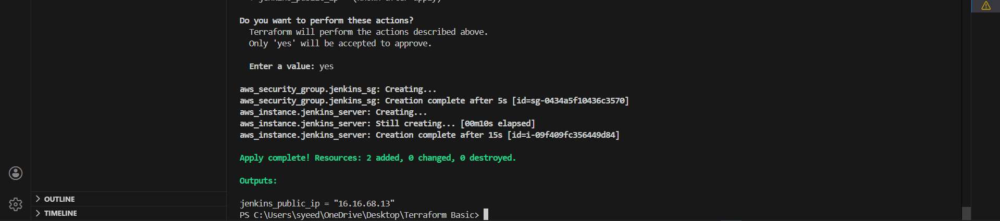 jenkins_public_ip = (known after apply)
Do you want to perform these actions?
Terraform will perform the actions described above.
Only 'yes' will be accepted to approve.
Enter a value: yes
aws_security_group.jenkins_sg: Creating...
aws_security_group.jenkins_sg: Creation complete after 5s [id=sg-0434a5f10436c3570]
aws_instance.jenkins_server: Creating...
aws_instance.jenkins_server: Still creating... [00m10s elapsed]
aws_instance.jenkins_server: Creation complete after 15s [id=i-09f409fc356449d84]
Apply complete! Resources: 2 added, 0 changed, 0 destroyed.
Outputs:
jenkins_public_ip = "16.16.68.13"
PS C:\Users\syeed\OneDrive\Desktop\Terraform Basic>
OUTLINE
TIMELINE